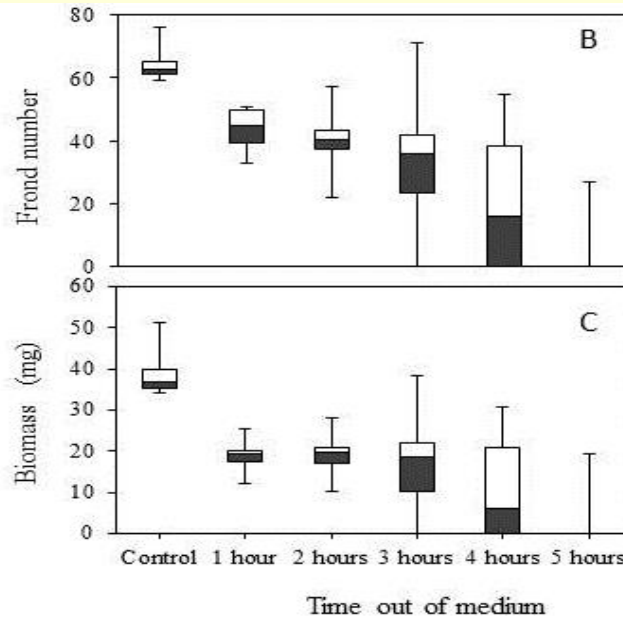 80
B
60
40
20
0
Frond number
60
C
50
40
30
20
10
0
Biomass (mg)
Control 1 hour 2 hours 3 hours 4 hours 5 hours
Time out of medium